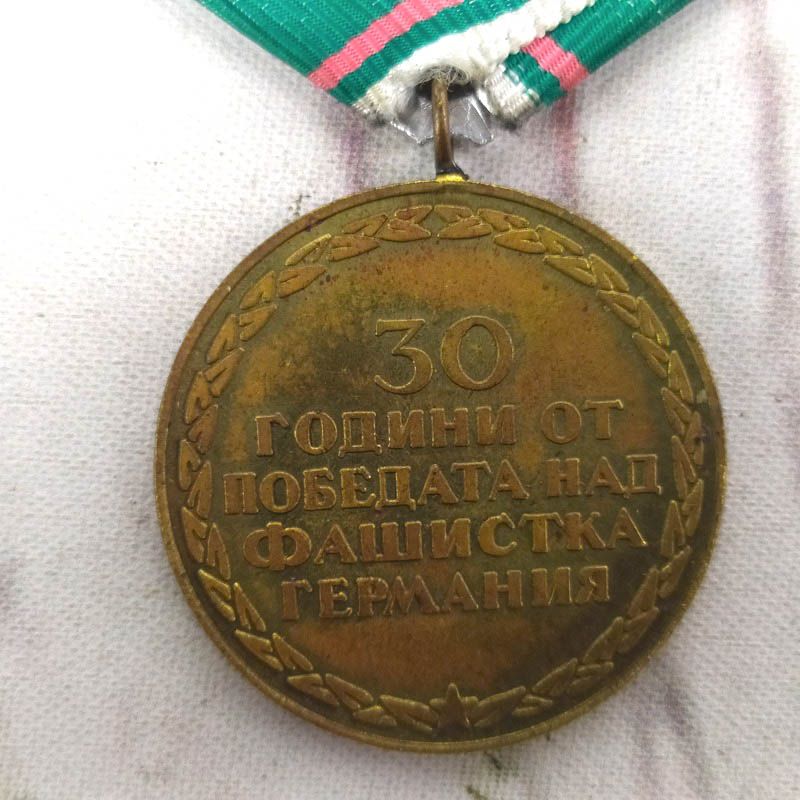 30
ГОДИНИ ОТ
ПОБЕДАТА НАД
ФАШИСТКА
ГЕРМАНИЯ